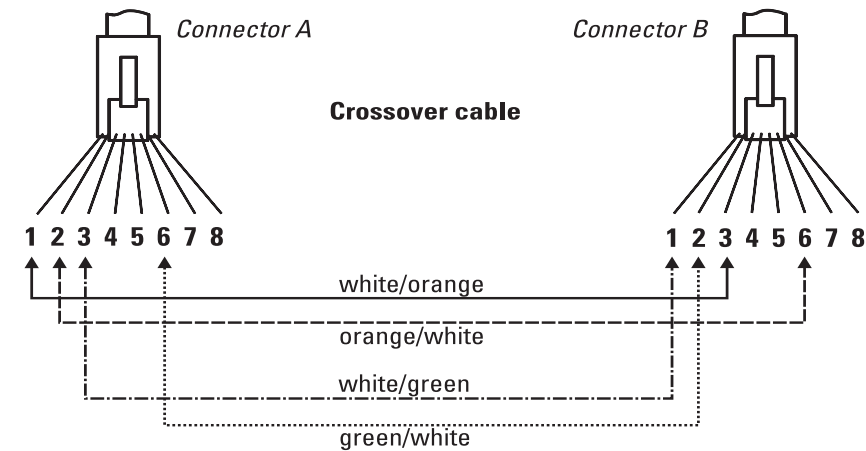 Connector A
Connector B
Crossover cable
1 2 3 4 5 6 7 8
1 2 3 4 5 6 7 8
white/orange
orange/white
white/green
green/white